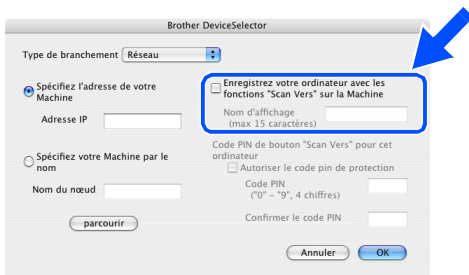 Brother DeviceSelector
Type de branchement Réseau
Spécifiez l'adresse de votre
Machine
Adresse IP
Spécifiez votre Machine par le
nom
Nom du nœud
parcourir
Enregistrez votre ordinateur avec les
fonctions "Scan Vers" sur la Machine
Nom d'affichage
(max 15 caractères)
Code PIN de bouton "Scan Vers" pour cet
ordinateur
Autoriser le code pin de protection
Code PIN
("0" – "9", 4 chiffres)
Confirmer le code PIN
Annuler
OK